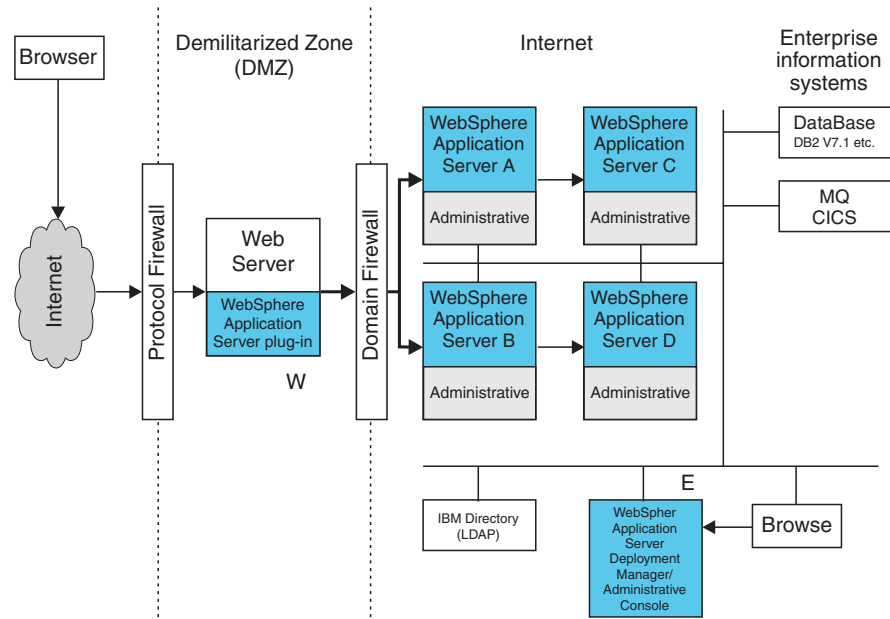 Demilitarized Zone
(DMZ)
Internet
Enterprise
information
systems
Browser
Internet
Protocol Firewall
Web
Server
WebSphere
Application
Server plug-in
W
Domain Firewall
WebSphere
Application
Server A
Administrative
WebSphere
Application
Server C
Administrative
WebSphere
Application
Server B
Administrative
WebSphere
Application
Server D
Administrative
DataBase
DB2 V7.1 etc.
MQ
CICS
E
IBM Directory
(LDAP)
WebSpher
Application
Server
Deployment
Manager/
Administrative
Console
Browse